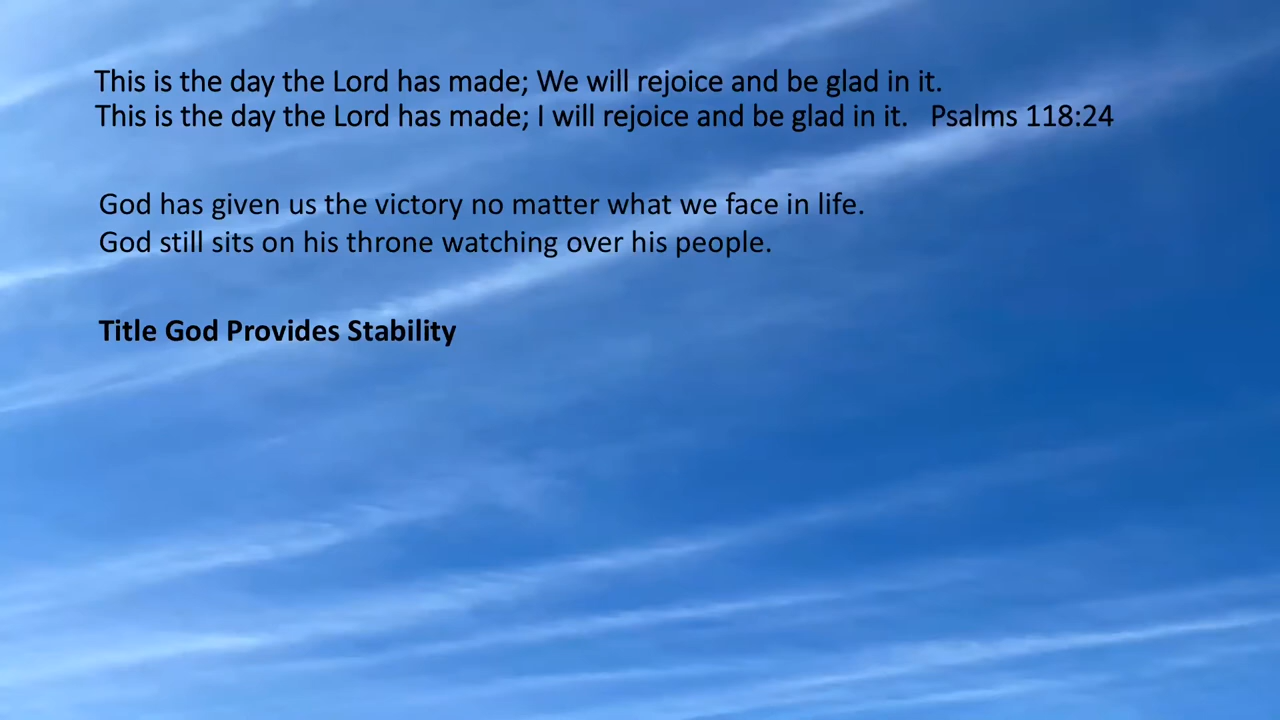 This is the day the Lord has made; We will rejoice and be glad in it.
This is the day the Lord has made; I will rejoice and be glad in it. Psalms 118:24
God has given us the victory no matter what we face in life.
God still sits on his throne watching over his people.
Title God Provides Stability